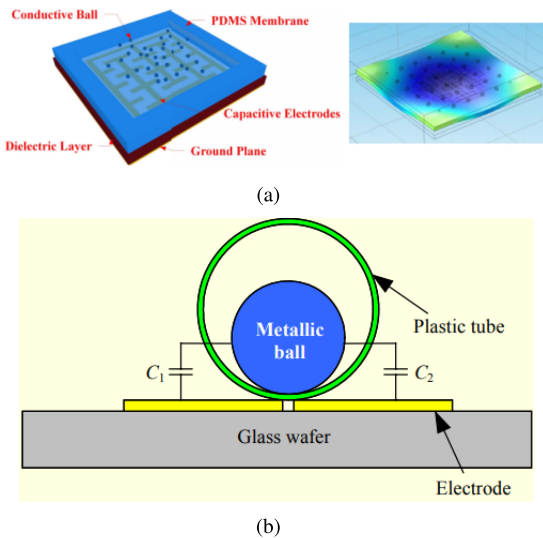 Conductive Ball
PDMS Membrane
Capacitive Electrodes
Dielectric Layer
Ground Plane
(a)
Metallic
ball
Plastic tube
C1
C2
Glass wafer
Electrode
(b)